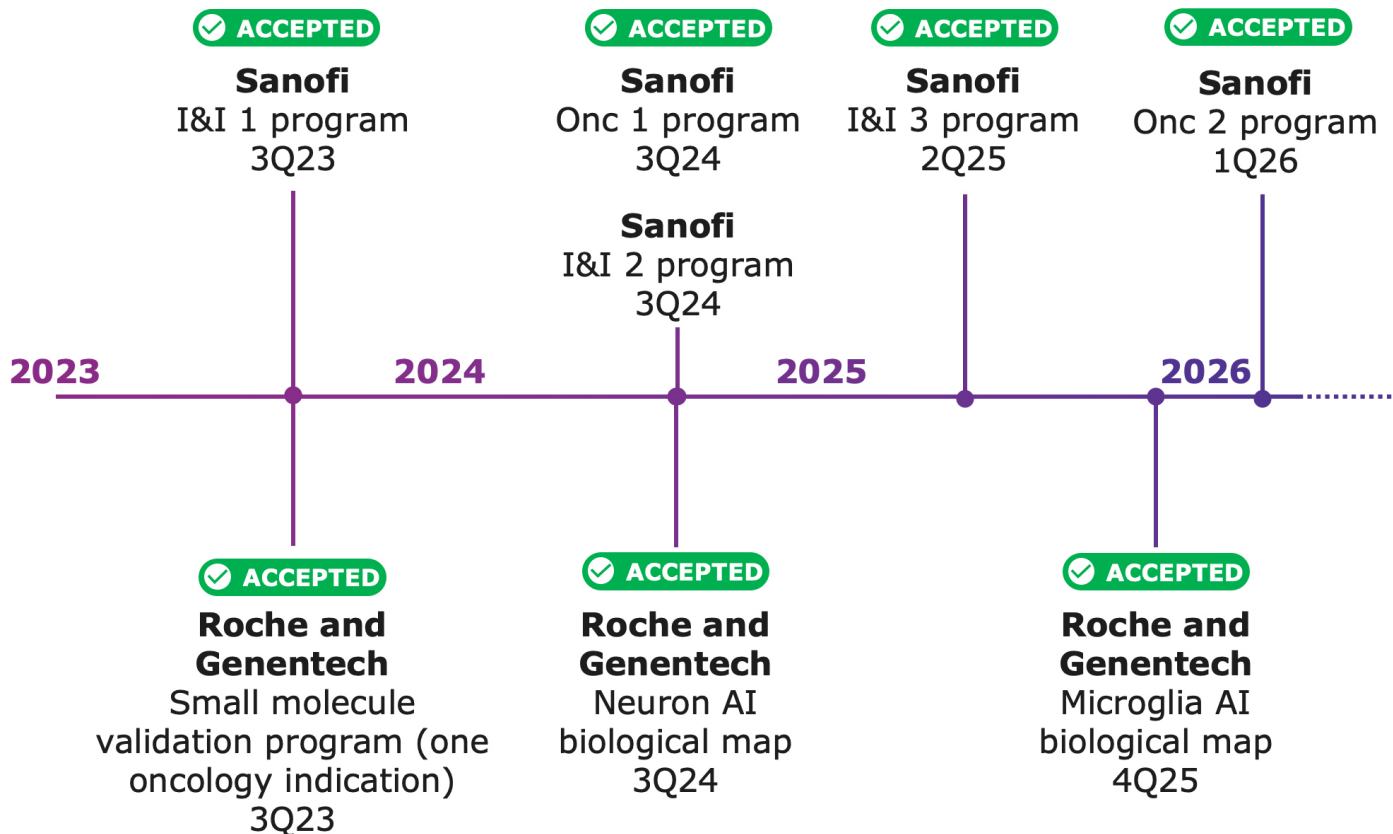 ACCEPTED
Sanofi
I&I 1 program
3Q23
ACCEPTED
Sanofi
Onc 1 program
3Q24
Sanofi
I&I 2 program
3Q24
ACCEPTED
Sanofi
I&I 3 program
2Q25
ACCEPTED
Sanofi
Onc 2 program
1Q26
2023
2024
2025
2026
ACCEPTED
Roche and
Genentech
Small molecule
validation program (one
oncology indication)
3Q23
ACCEPTED
Roche and
Genentech
Neuron AI
biological map
3Q24
ACCEPTED
Roche and
Genentech
Microglia AI
biological map
4Q25